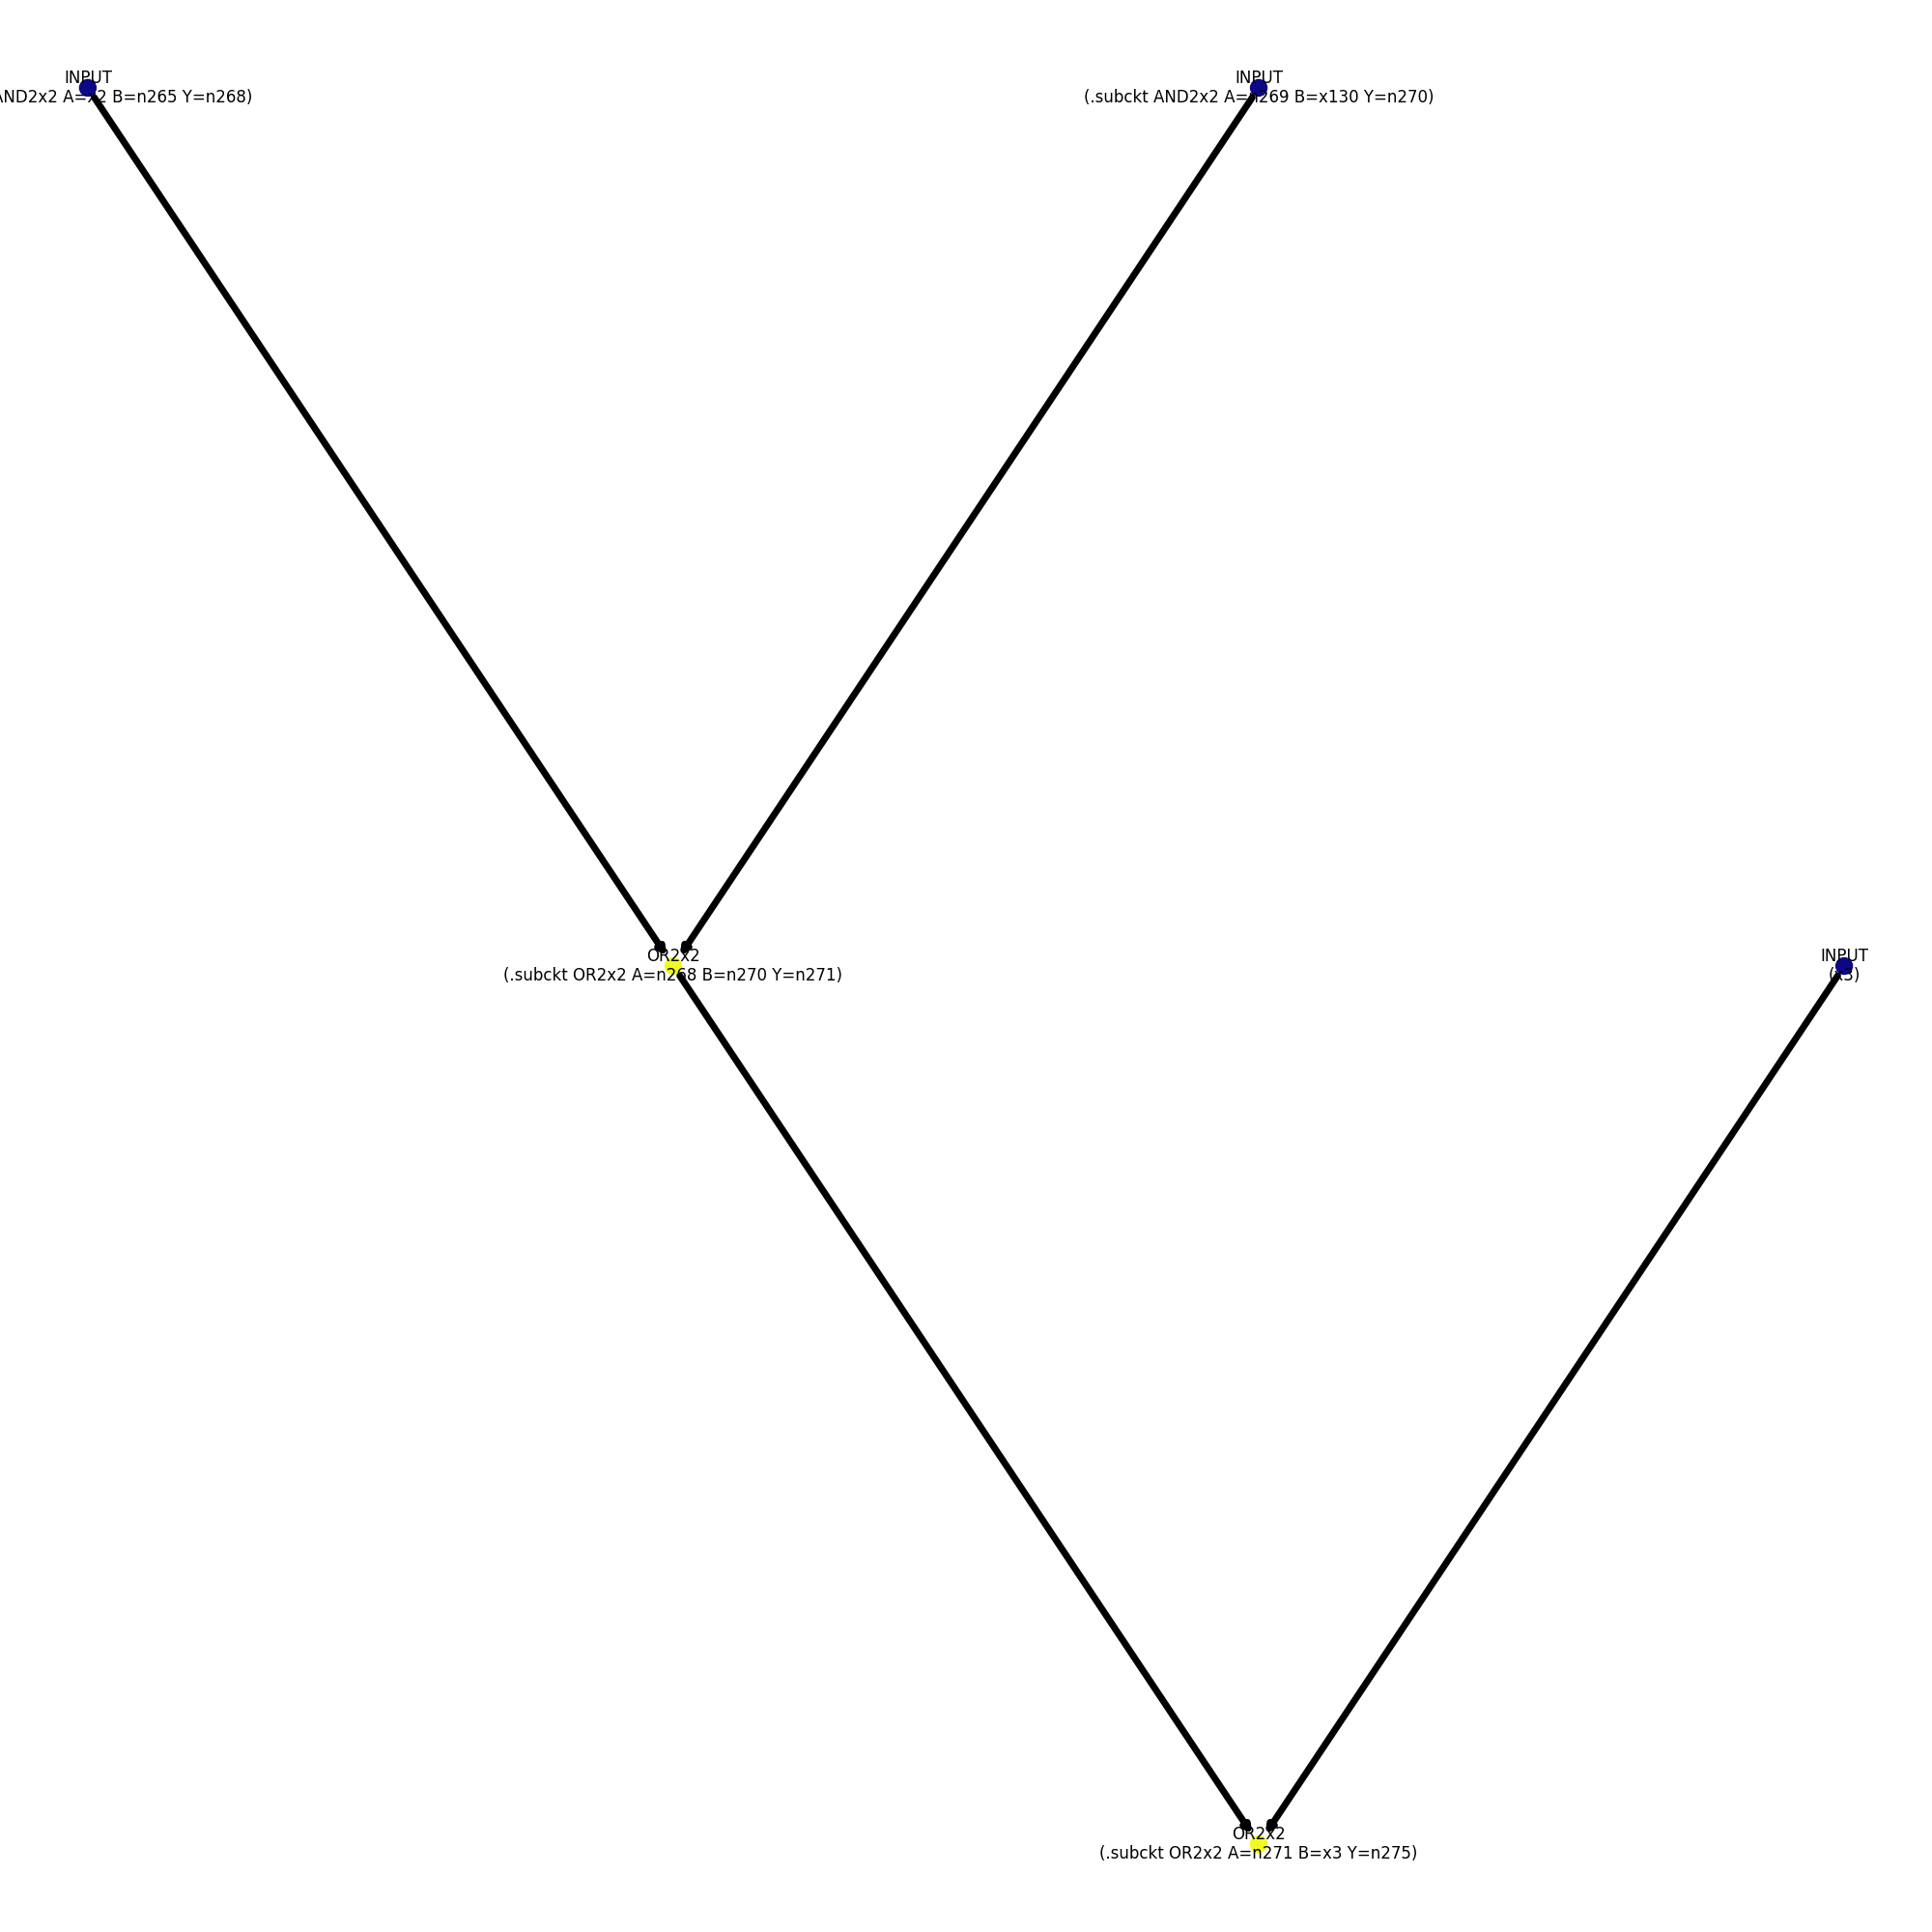 INPUT
AND2x2 A=x2 B=n265 Y=n268)
INPUT
(.subckt AND2x2 A=n269 B=x130 Y=n270)
OR2x2
(.subckt OR2x2 A=n268 B=n270 Y=n271)
INPUT
(x3)
OR2x2
(.subckt OR2x2 A=n271 B=x3 Y=n275)